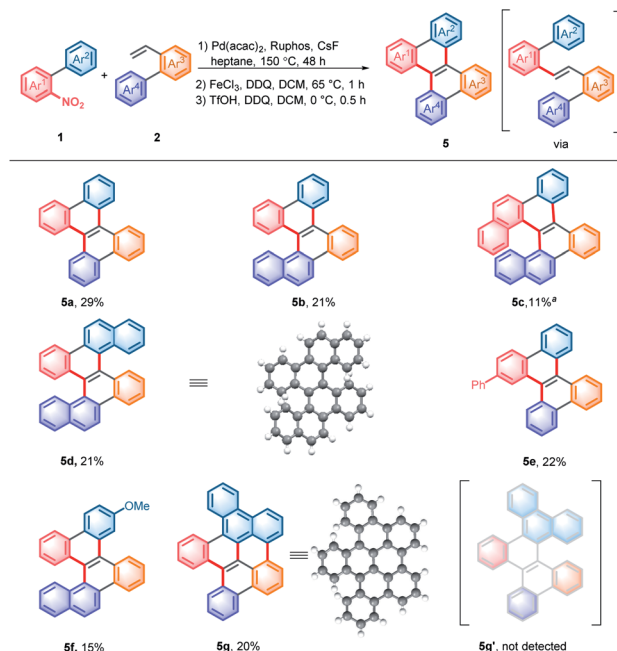 1) Pd(acac)2, Ruphos, CsF
heptane, 150 °C, 48 h
2) FeCl3, DDQ, DCM, 65 °C, 1 h
3) TfOH, DDQ, DCM, 0 °C, 0.5 h
Ar2
Ar1
NO2
+
Ar3
Ar4
Ar2
Ar1
Ar3
Ar4
Ar2
Ar1
Ar3
Ar4
1
2
5
via
5a, 29%
5b, 21%
5c,11%a
5d, 21%
Ph
5e, 22%
OMe
5f, 15%
5g, 20%
5g', not detected